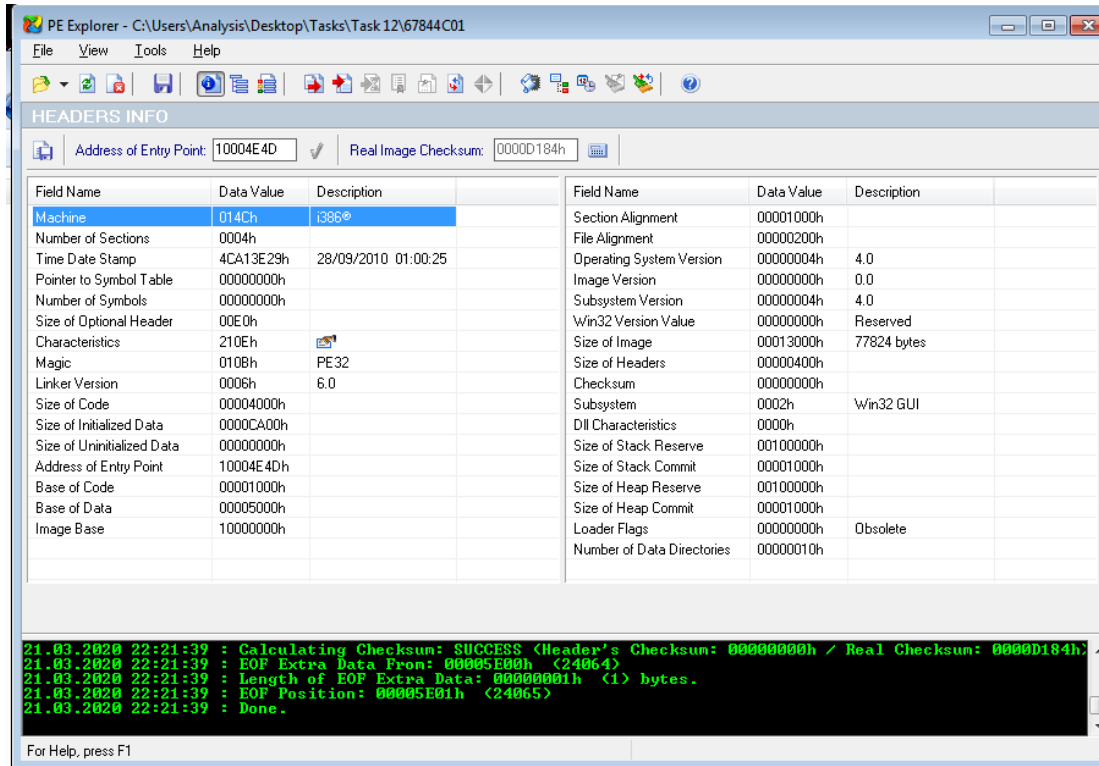 PE Explorer - C:\Users\Analysis\Desktop\Tasks\Task 12\67844C01
File View Tools Help
HEADERS INFO
Address of Entry Point: 10004E4D Real Image Checksum: 0000D184h
Field Name Data Value Description
Machine 014Ch i386®
Number of Sections 0004h
Time Date Stamp 4CA13E29h 28/09/2010 01:00:25
Pointer to Symbol Table 00000000h
Number of Symbols 00000000h
Size of Optional Header 00E0h
Characteristics 210Eh
Magic 010Bh PE32
Linker Version 0006h 6.0
Size of Code 00004000h
Size of Initialized Data 0000CA00h
Size of Uninitialized Data 00000000h
Address of Entry Point 10004E4Dh
Base of Code 00001000h
Base of Data 00005000h
Image Base 10000000h
Field Name Data Value Description
Section Alignment 00001000h
File Alignment 00000200h
Operating System Version 00000004h 4.0
Image Version 00000000h 0.0
Subsystem Version 00000004h 4.0
Win32 Version Value 00000000h Reserved
Size of Image 00013000h 77824 bytes
Size of Headers 00000400h
Checksum 00000000h
Subsystem 0002h Win32 GUI
Dll Characteristics 0000h
Size of Stack Reserve 00100000h
Size of Stack Commit 00001000h
Size of Heap Reserve 00100000h
Size of Heap Commit 00001000h
Loader Flags 00000000h Obsolete
Number of Data Directories 00000010h
21.03.2020 22:21:39 : Calculating Checksum: SUCCESS (Header's Checksum: 00000000h / Real Checksum: 0000D184h)
21.03.2020 22:21:39 : EOF Extra Data From: 00005E00h (24064)
21.03.2020 22:21:39 : Length of EOF Extra Data: 00000001h (1) bytes.
21.03.2020 22:21:39 : EOF Position: 00005E01h (24065)
21.03.2020 22:21:39 : Done.
For Help, press F1